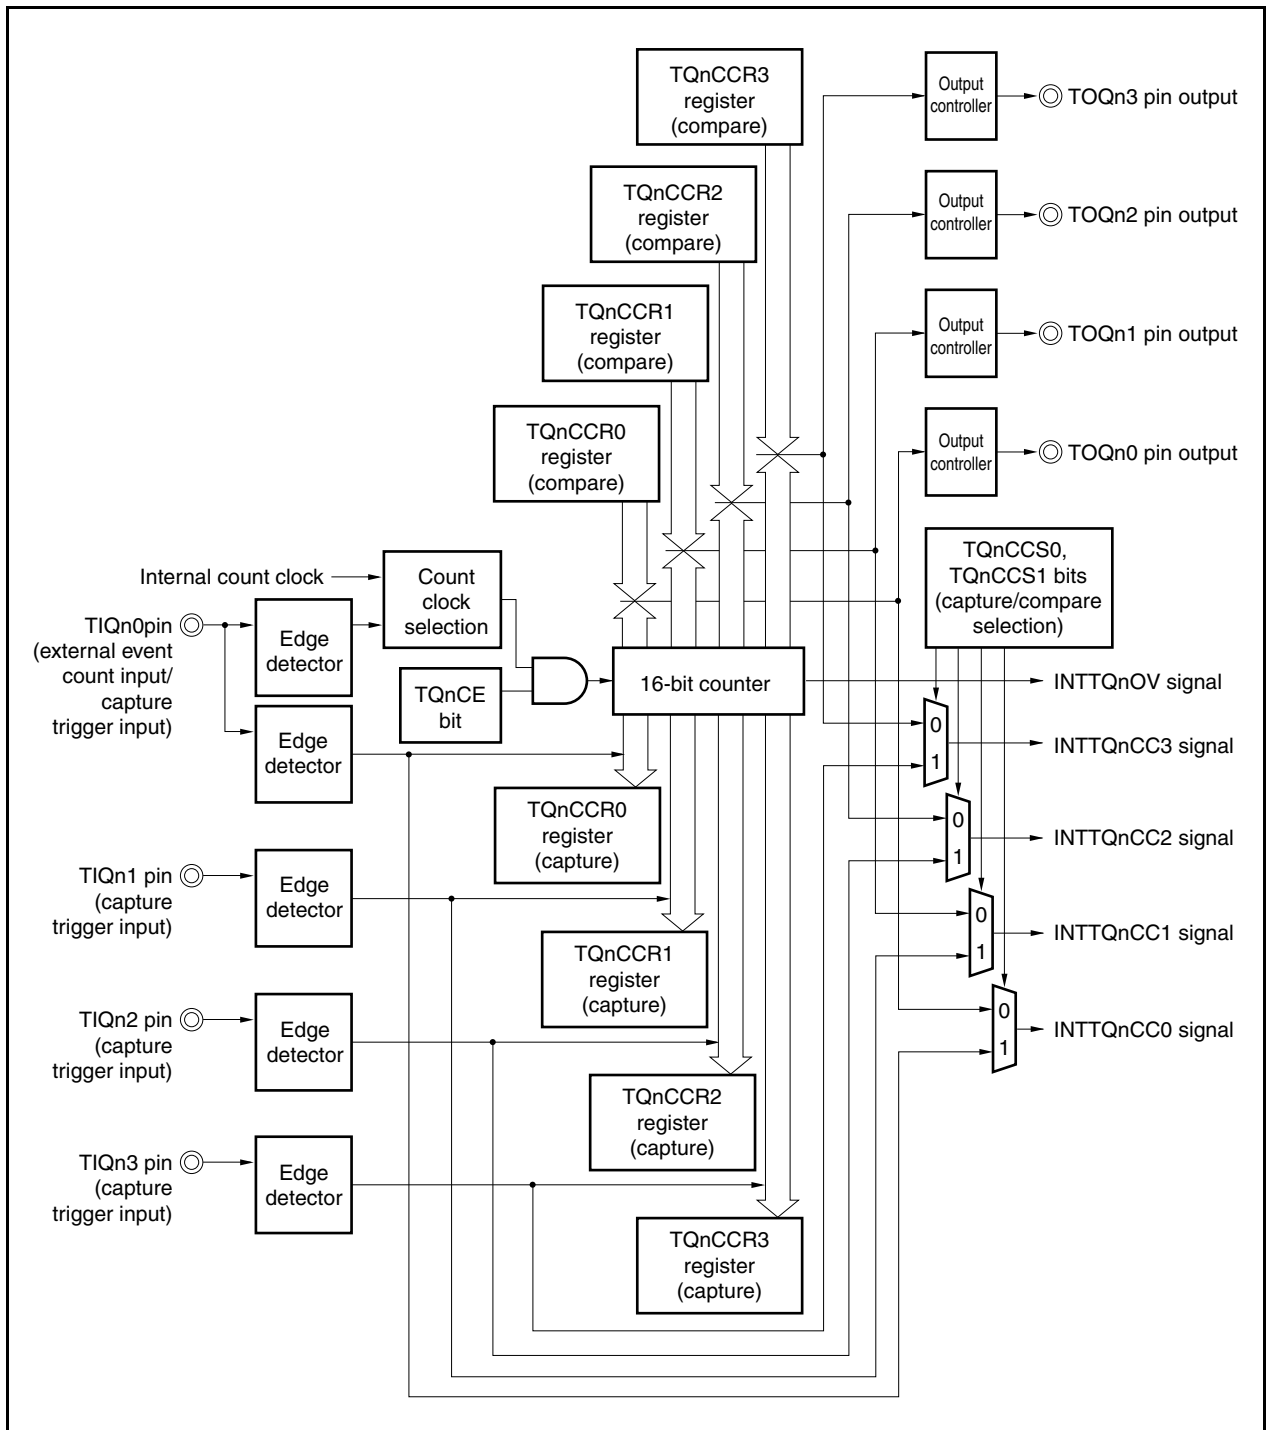 TQnCCR3
register
(compare)
Output
controller
TOQn3 pin output
TQnCCR2
register
(compare)
Output
controller
TOQn2 pin output
TQnCCR1
register
(compare)
Output
controller
TOQn1 pin output
TQnCCR0
register
(compare)
Output
controller
TOQn0 pin output
TQnCCS0,
TQnCCS1 bits
(capture/compare
selection)
Internal count clock
Count
clock
selection
TIQn0pin
(external event
count input/
capture
trigger input)
Edge
detector
TQnCE
bit
16-bit counter
INTTQnOV signal
Edge
detector
0
1
INTTQnCC3 signal
TQnCCR0
register
(capture)
0
1
INTTQnCC2 signal
TIQn1 pin
(capture
trigger input)
Edge
detector
0
1
INTTQnCC1 signal
TQnCCR1
register
(capture)
0
1
INTTQnCC0 signal
TIQn2 pin
(capture
trigger input)
Edge
detector
TQnCCR2
register
(capture)
TIQn3 pin
(capture
trigger input)
Edge
detector
TQnCCR3
register
(capture)